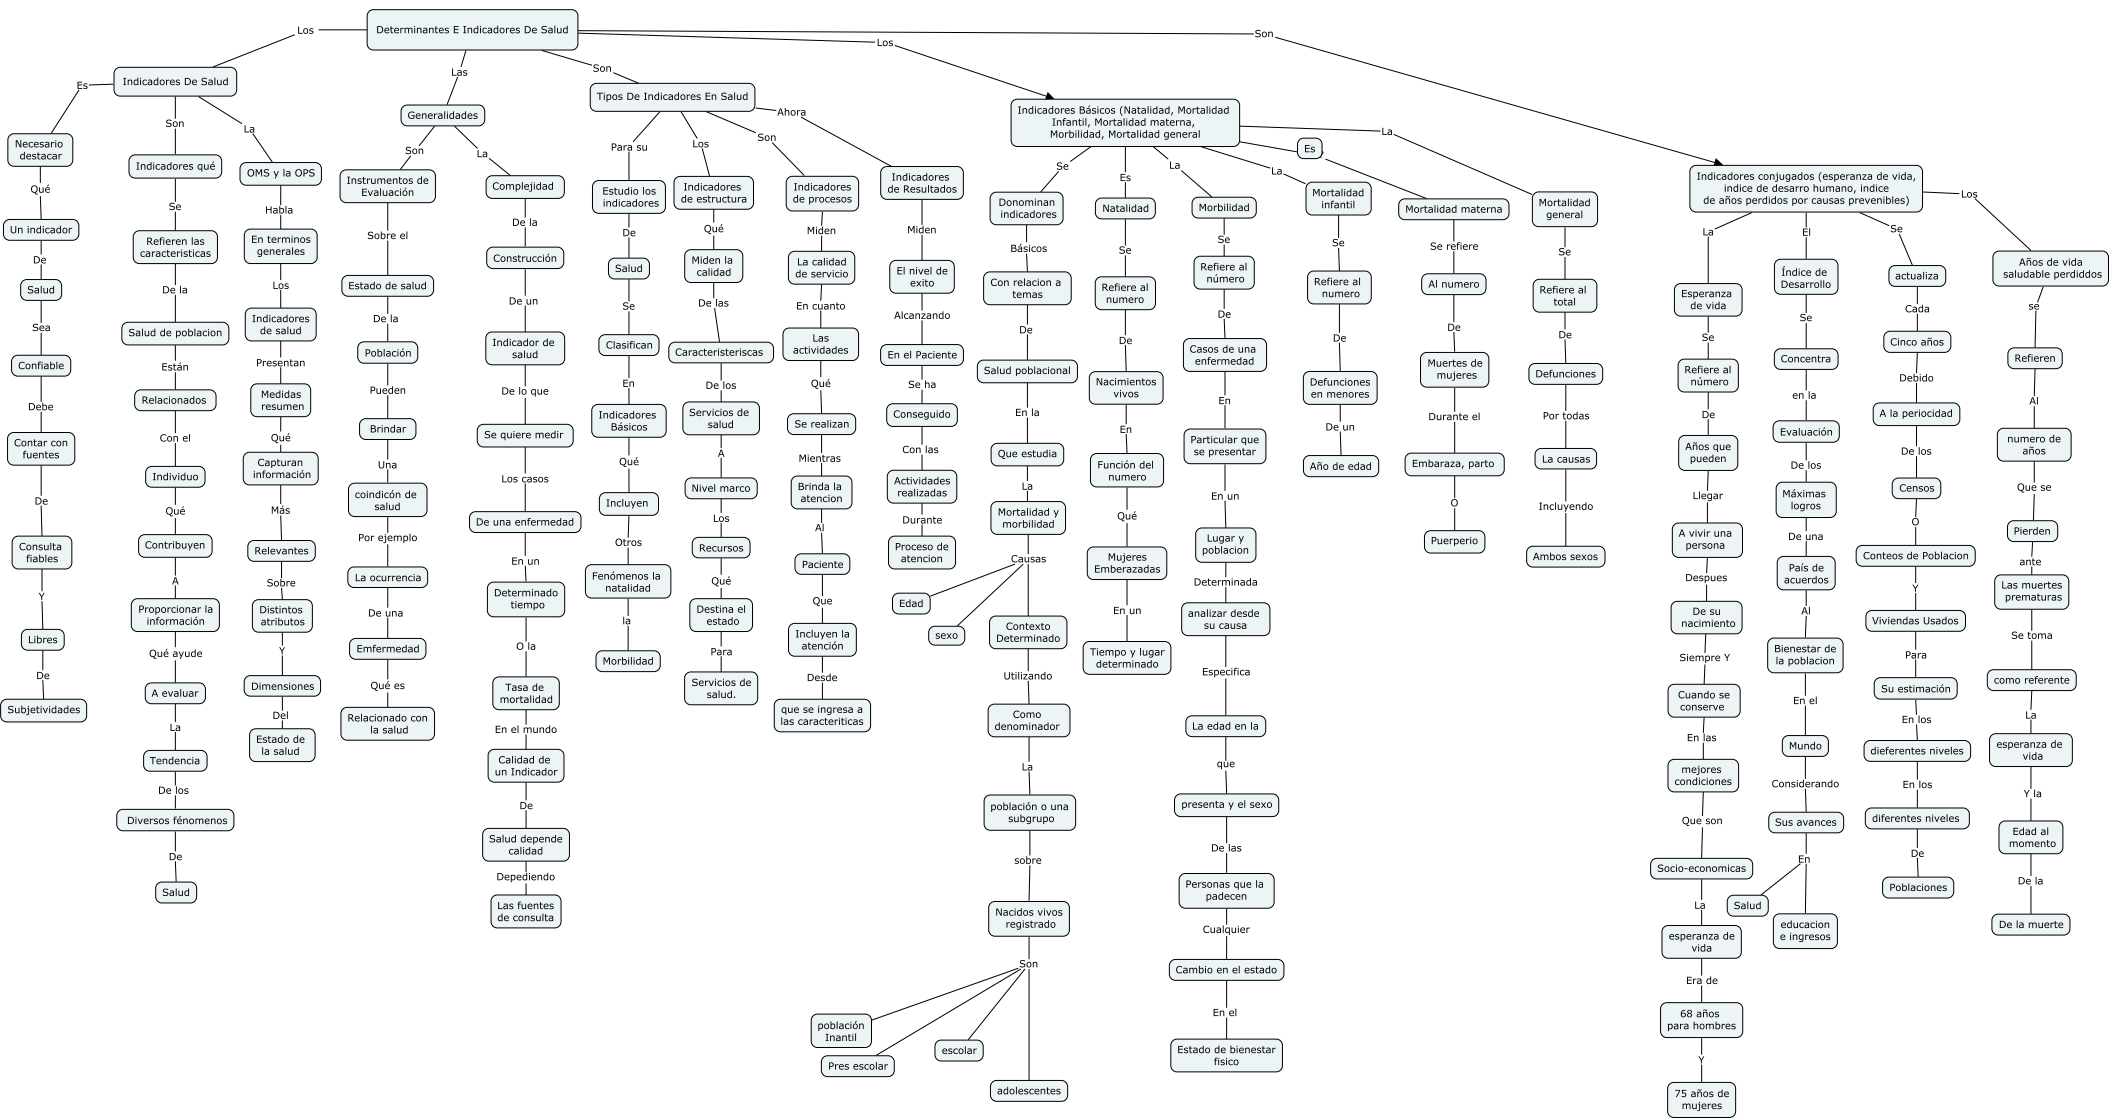 Determinantes E Indicadores De Salud
Los
Indicadores De Salud
Es
Necesario
destacar
Qué
Un indicador
De
Salud
Sea
Confiable
Debe
Contar con
fuentes
De
Consulta
fiables
Y
Libres
De
Subjetividades
Son
Indicadores qué
Se
Refieren las
caracteristicas
De la
Salud de poblacion
Están
Relacionados
Con el
Individuo
Qué
Contribuyen
A
Proporcionar la
información
Qué ayude
A evaluar
La
Tendencia
De los
Diversos fénomenos
De
Salud
La
OMS y la OPS
Habla
En terminos
generales
Los
Indicadores
de salud
Presentan
Medidas
resumen
Qué
Capturan
información
Más
Relevantes
Sobre
Distintos
atributos
Y
Dimensiones
Del
Estado de
la salud
Las
Generalidades
Son
Instrumentos de
Evaluación
Sobre el
Estado de salud
De la
Población
Pueden
Brindar
Una
coindicón de
salud
Por ejemplo
La ocurrencia
De una
Emfermedad
Qué es
Relacionado con
la salud
La
Complejidad
De la
Construcción
De un
Indicador de
salud
De lo que
Se quiere medir
Los casos
De una enfermedad
En un
Determinado
tiempo
O la
Tasa de
mortalidad
En el mundo
Calidad de
un Indicador
De
Salud depende
calidad
Depediendo
Las fuentes
de consulta
Son
Tipos De Indicadores En Salud
Para su
Estudio los
indicadores
De
Salud
Se
Clasifican
En
Indicadores
Básicos
Qué
Incluyen
Otros
Fenómenos la
natalidad
la
Morbilidad
Los
Indicadores
de estructura
Qué
Miden la
calidad
De las
Caracteristeriscas
De los
Servicios de
salud
A
Nivel marco
Los
Recursos
Qué
Destina el
estado
Para
Servicios de
salud.
Son
Indicadores
de procesos
Miden
La calidad
de servicio
En cuanto
Las
actividades
Qué
Se realizan
Mientras
Brinda la
atencion
Al
Paciente
Que
Incluyen la
atención
Desde
que se ingresa a
las caracteriticas
Ahora
Indicadores
de Resultados
Miden
El nivel de
exito
Alcanzando
En el Paciente
Se ha
Conseguido
Con las
Actividades
realizadas
Durante
Proceso de
atencion
Los
Indicadores Básicos (Natalidad, Mortalidad
Infantil, Mortalidad materna,
Morbilidad, Mortalidad general
Se
Donominan
indicadores
Básicos
Con relacion a
temas
De
Salud poblacional
En la
Que estudia
La
Mortalidad y
morbilidad
Causas
Edad
sexo
Contexto
Determinado
Utilizando
Como
denominador
La
población o una
subgrupo
sobre
Nacidos vivos
registrado
Son
población
Inantil
Pres escolar
escolar
adolescentes
Es
Natalidad
Se
Refiere al
numero
De
Nacimientos
vivos
En
Función del
numero
Qué
Mujeres
Emberazadas
En un
Tiempo y lugar
determinado
La
Morbilidad
Se
Refiere al
número
De
Casos de una
enfermedad
En
Particular que
se presentar
En un
Lugar y
poblacion
Determinada
analizar desde
su causa
Especifica
La edad en la
que
presenta y el sexo
De las
Personas que la
padecen
Cualquier
Cambio en el estado
En el
Estado de bienestar
fisico
La
Mortalidad
infantil
Se
Refiere al
numero
De
Defunciones
en menores
De un
Año de edad
Es
Mortalidad materna
Se refiere
Al numero
De
Muertes de
mujeres
Durante el
Embaraza, parto
O
Puerperio
La
Mortalidad
general
Se
Refiere al
total
De
Defunciones
Por todas
La causas
Incluyendo
Ambos sexos
Son
Indicadores conjugados (esperanza de vida,
indice de desarro humano, indice
de años perdidos por causas prevenibles)
La
Esperanza
de vida
Se
Refiere al
número
De
Años que
pueden
Llegar
A vivir una
persona
Despues
De su
nacimiento
Siempre Y
Cuando se
conserve
En las
mejores
condiciones
Que son
Socio-economicas
La
esperanza de
vida
Era de
68 años
para hombres
Y
75 años de
mujeres
El
Índice de
Desarrollo
Se
Concentra
en la
Evaluación
De los
Máximas
logros
De una
País de
acuerdos
Al
Bienestar de
la poblacion
En el
Mundo
Considerando
Sus avances
En
Salud
educacion
e ingresos
Se
actualiza
Cada
Cinco años
Debido
A la periocidad
De los
Censos
O
Conteos de Poblacion
Y
Viviendas Usados
Para
Su estimación
En los
dieferentes niveles
En los
diferentes niveles
De
Poblaciones
Los
Años de vida
saludable perdiddos
se
Refieren
Al
numero de
años
Que se
Pierden
ante
Las muertes
prematuras
Se toma
como referente
La
esperanza de
vida
Y la
Edad al
momento
De la
De la muerte